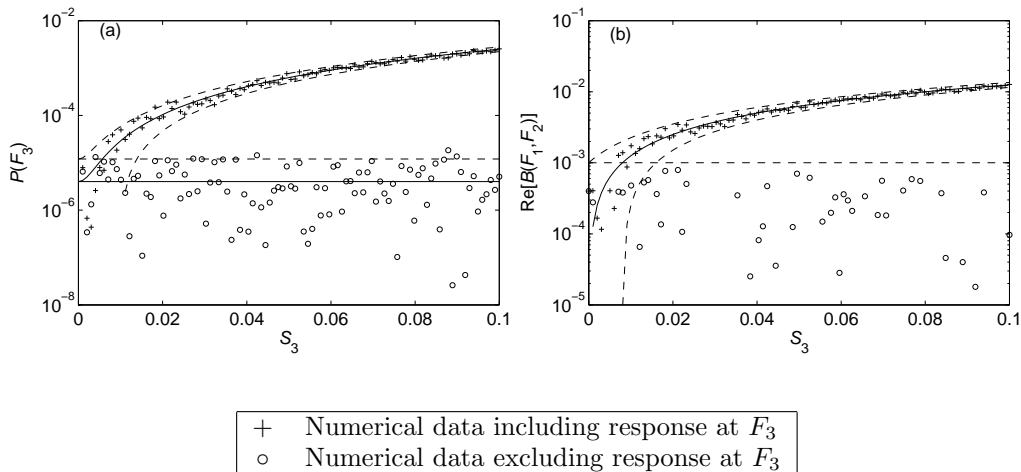 (a)
P(F₃)
10⁻²
10⁻⁴
10⁻⁶
10⁻⁸
0 0.02 0.04 0.06 0.08 0.1
S₃
(b)
Re[B(F₁,F₂)]
10⁻¹
10⁻²
10⁻³
10⁻⁴
10⁻⁵
0 0.02 0.04 0.06 0.08 0.1
S₃
+ Numerical data including response at F₃
○ Numerical data excluding response at F₃